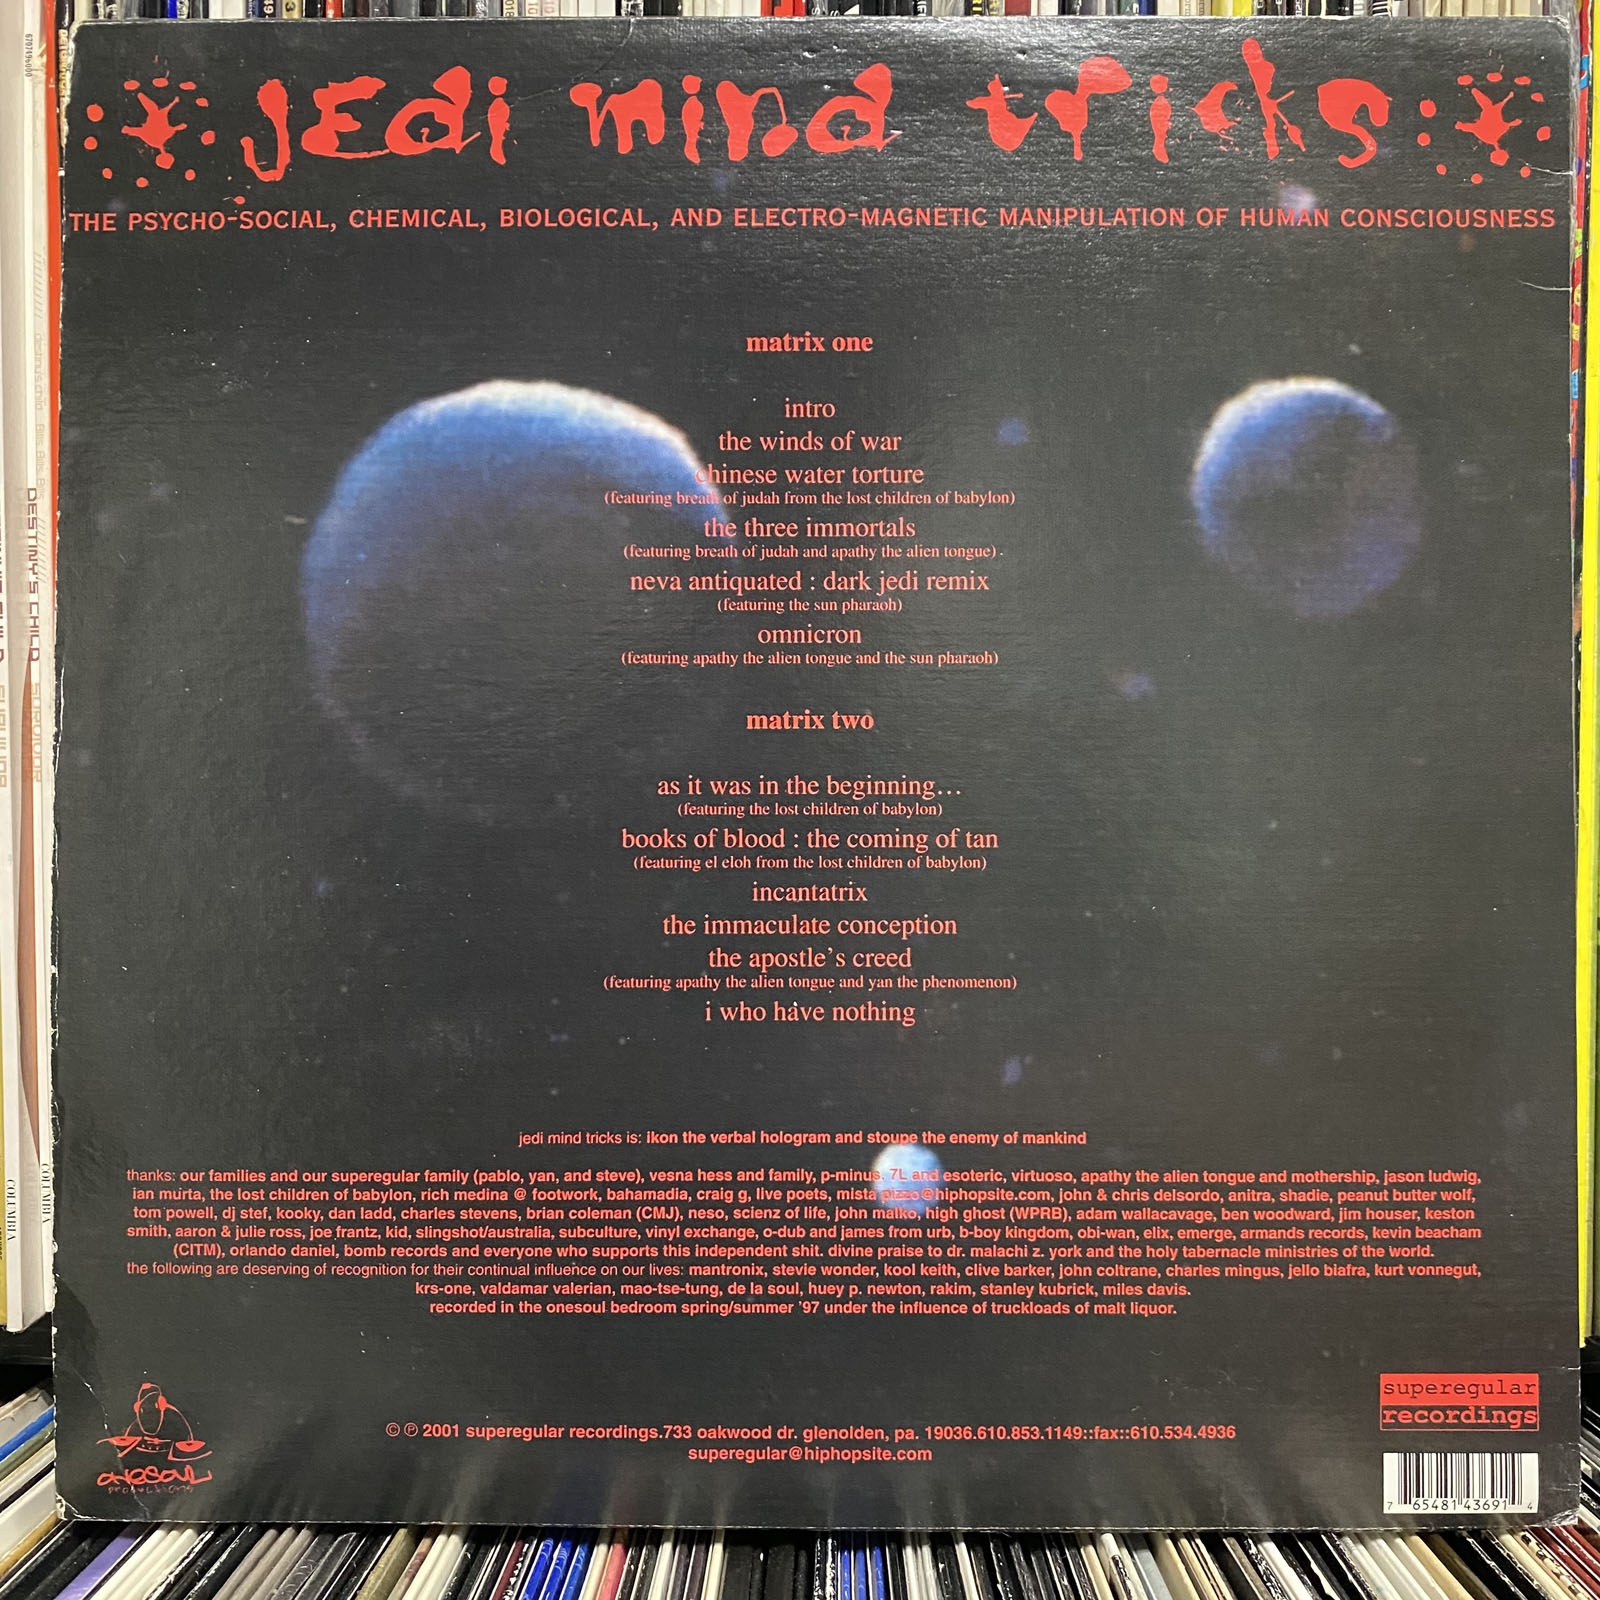 jedi mind tricks
THE PSYCHO-SOCIAL, CHEMICAL, BIOLOGICAL, AND ELECTRO-MAGNETIC MANIPULATION OF HUMAN CONSCIOUSNESS
matrix one
intro
the winds of war
chinese water torture
(featuring breath of judah from the lost children of babylon)
the three immortals
(featuring breath of judah and apathy the alien tongue)
neva antiquated : dark jedi remix
(featuring the sun pharaoh)
omnicron
(featuring apathy the alien tongue and the sun pharaoh)
matrix two
as it was in the beginning...
(featuring the lost children of babylon)
books of blood : the coming of tan
(featuring el eloh from the lost children of babylon)
incantatrix
the immaculate conception
the apostle's creed
(featuring apathy the alien tongue and yan the phenomenon)
i who have nothing
jedi mind tricks is: ikon the verbal hologram and stoupe the enemy of mankind
thanks: our families and our superegular family (pablo, yan, and steve), vesna hess and family, p-minus, 7L and esoteric, virtuoso, apathy the alien tongue and mothership, jason ludwig,
ian murta, the lost children of babylon, rich medina @ footwork, bahamadia, craig g, live poets, mista pizzo@hiphopsite.com, john & chris delsordo, anitra, shadie, peanut butter wolf,
tom powell, dj stef, kooky, dan ladd, charles stevens, brian coleman (CMJ), neso, scienz of life, john malko, high ghost (WPRB), adam wallacavage, ben woodward, jim houser, keston
smith, aaron & julie ross, joe frantz, kid, slingshot/australia, subculture, vinyl exchange, o-dub and james from urb, b-boy kingdom, obi-wan, elix, emerge, armands records, kevin beacham
(CITM), orlando daniel, bomb records and everyone who supports this independent shit. divine praise to dr. malachi z. york and the holy tabernacle ministries of the world.
the following are deserving of recognition for their continual influence on our lives: mantronix, stevie wonder, kool keith, clive barker, john coltrane, charles mingus, jello biafra, kurt vonnegut,
krs-one, valdamar valerian, mao-tse-tung, de la soul, huey p. newton, rakim, stanley kubrick, miles davis.
recorded in the onesoul bedroom spring/summer '97 under the influence of truckloads of malt liquor.
onesoul
productions
© ℗ 2001 superegular recordings.733 oakwood dr. glenolden, pa. 19036.610.853.1149::fax::610.534.4936
superegular@hiphopsite.com
superegular
recordings
7 65481 43691 4
DESTINY'S CHILD SURVIVOR
COLUMBIA
COLUMBIA